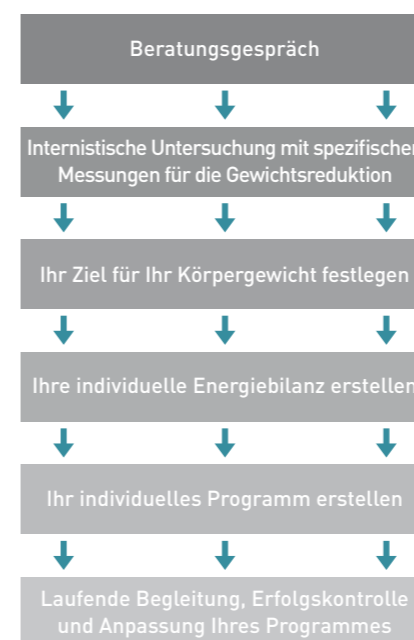 Beratungsgespräch
Internistische Untersuchung mit spezifischen
Messungen für die Gewichtsreduktion
Ihr Ziel für Ihr Körpergewicht festlegen
Ihre individuelle Energiebilanz erstellen
Ihr individuelles Programm erstellen
Laufende Begleitung, Erfolgskontrolle
und Anpassung Ihres Programmes